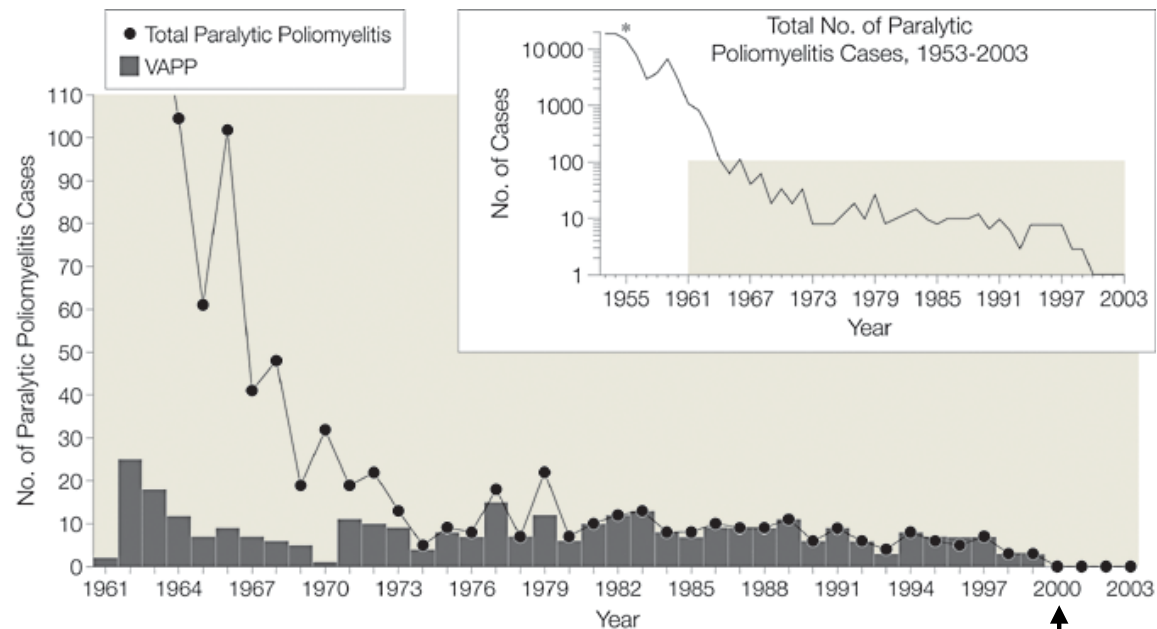 Total Paralytic Poliomyelitis
VAPP
Total No. of Paralytic
Poliomyelitis Cases, 1953-2003
*
No. of Cases
10 000
1000
100
10
1
1955 1961 1967 1973 1979 1985 1991 1997 2003
Year
No. of Paralytic Poliomyelitis Cases
110
100
90
80
70
60
50
40
30
20
10
0
1961 1964 1967 1970 1973 1976 1979 1982 1985 1988 1991 1994 1997 2000 2003
Year